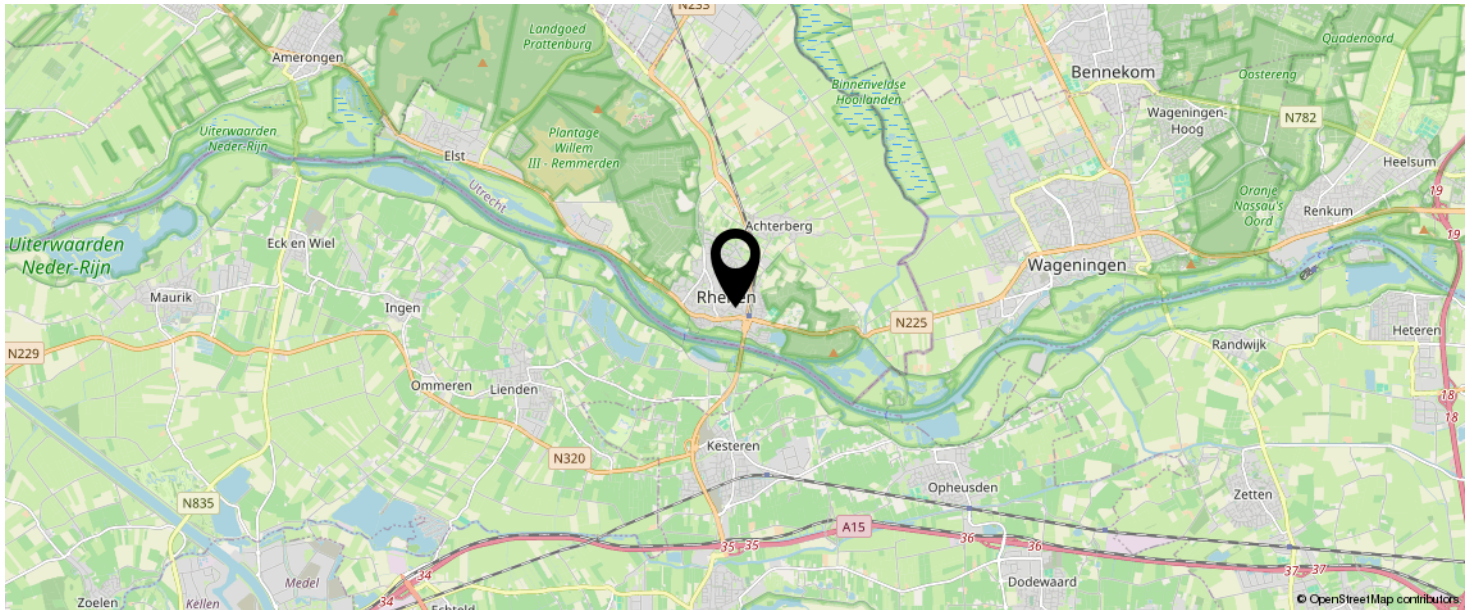 N233
Landgoed
Prattenburg
Quadenoord
Amerongen
Bennekom
Oostereng
Binnenveldse
Hooilanden
Wageningen-
Hoog
N782
Uiterwaarden
Neder-Rijn
Plantage
Willem
III - Remmerden
Elst
Heelsum
Utrecht
19
Oranje
Nassau's
Oord
Renkum
Achterberg
19
Eck en Wiel
Uiterwaarden
Neder-Rijn
Wageningen
Maurik
Ingen
N225
Heteren
Randwijk
N229
Ommeren
Lienden
18
18
Kesteren
N320
Opheusden
Zetten
N835
A15
35
35
36
36
34
37
37
Medel
Dodewaard
34
Zoelen
Kellen
© OpenStreetMap contributors